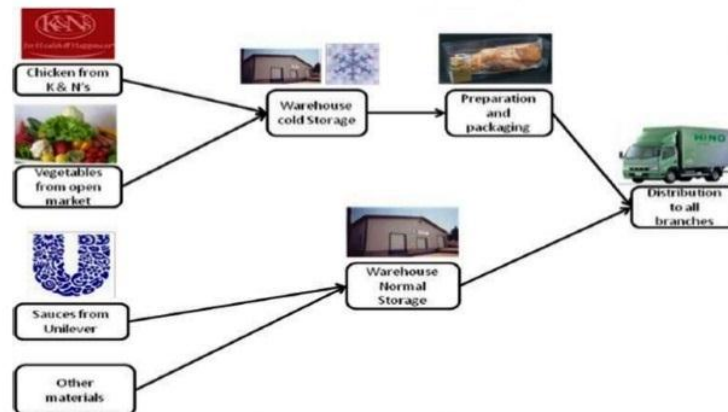 K&N's
Chicken from
K & N's
Vegetables
from open
market
Warehouse
cold Storage
Preparation
and
packaging
HINO
Distribution
to all
branches
Warehouse
Normal
Storage
Sauces from
Unilever
Other
materials